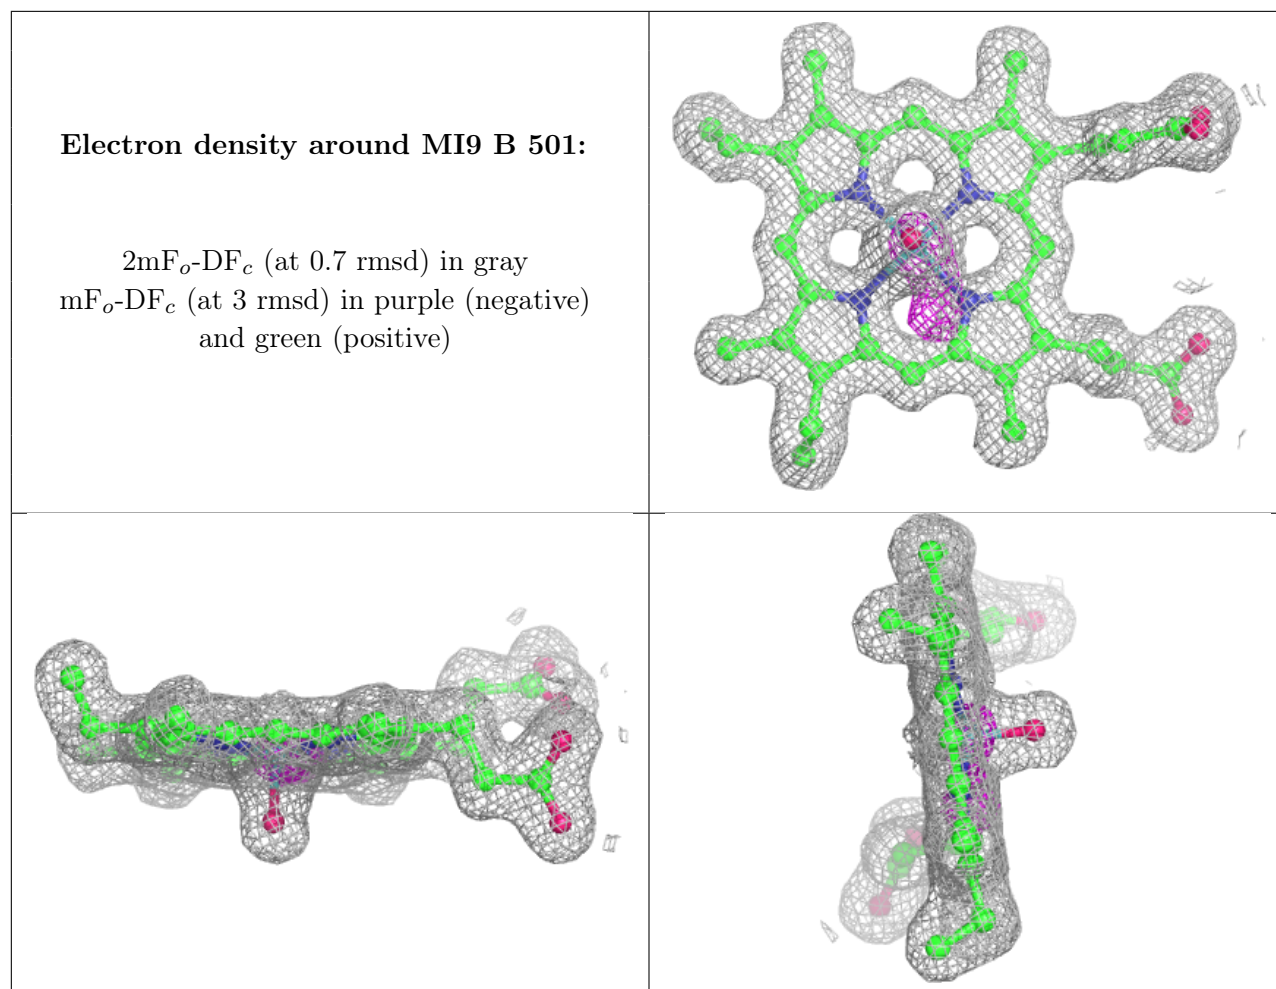 Electron density around MI9 B 501:
2mFo-DFc (at 0.7 rmsd) in gray
mFo-DFc (at 3 rmsd) in purple (negative)
and green (positive)